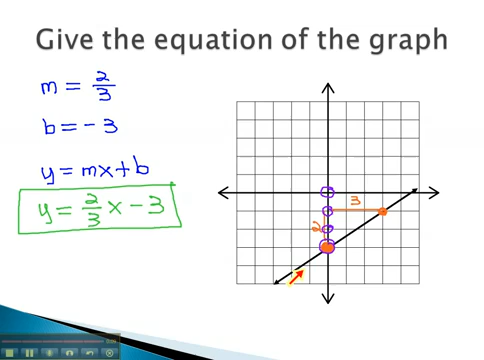 Give the equation of the graph
m = 2/3
b = -3
y = mx + b
y = 2/3 x - 3
3
2